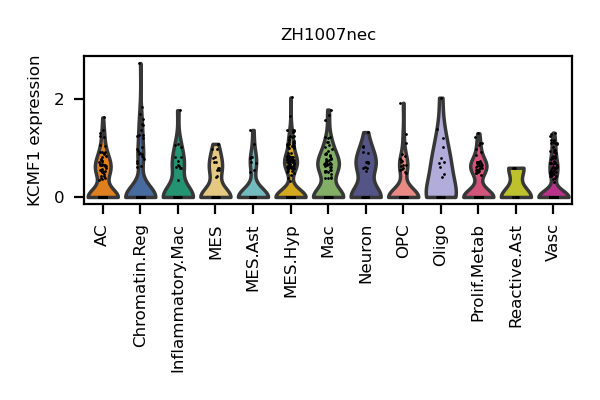 ZH1007nec
KCMF1 expression
2
0
AC
Chromatin.Reg
Inflammatory.Mac
MES
MES.Ast
MES.Hyp
Mac
Neuron
OPC
Oligo
Prolif.Metab
Reactive.Ast
Vasc